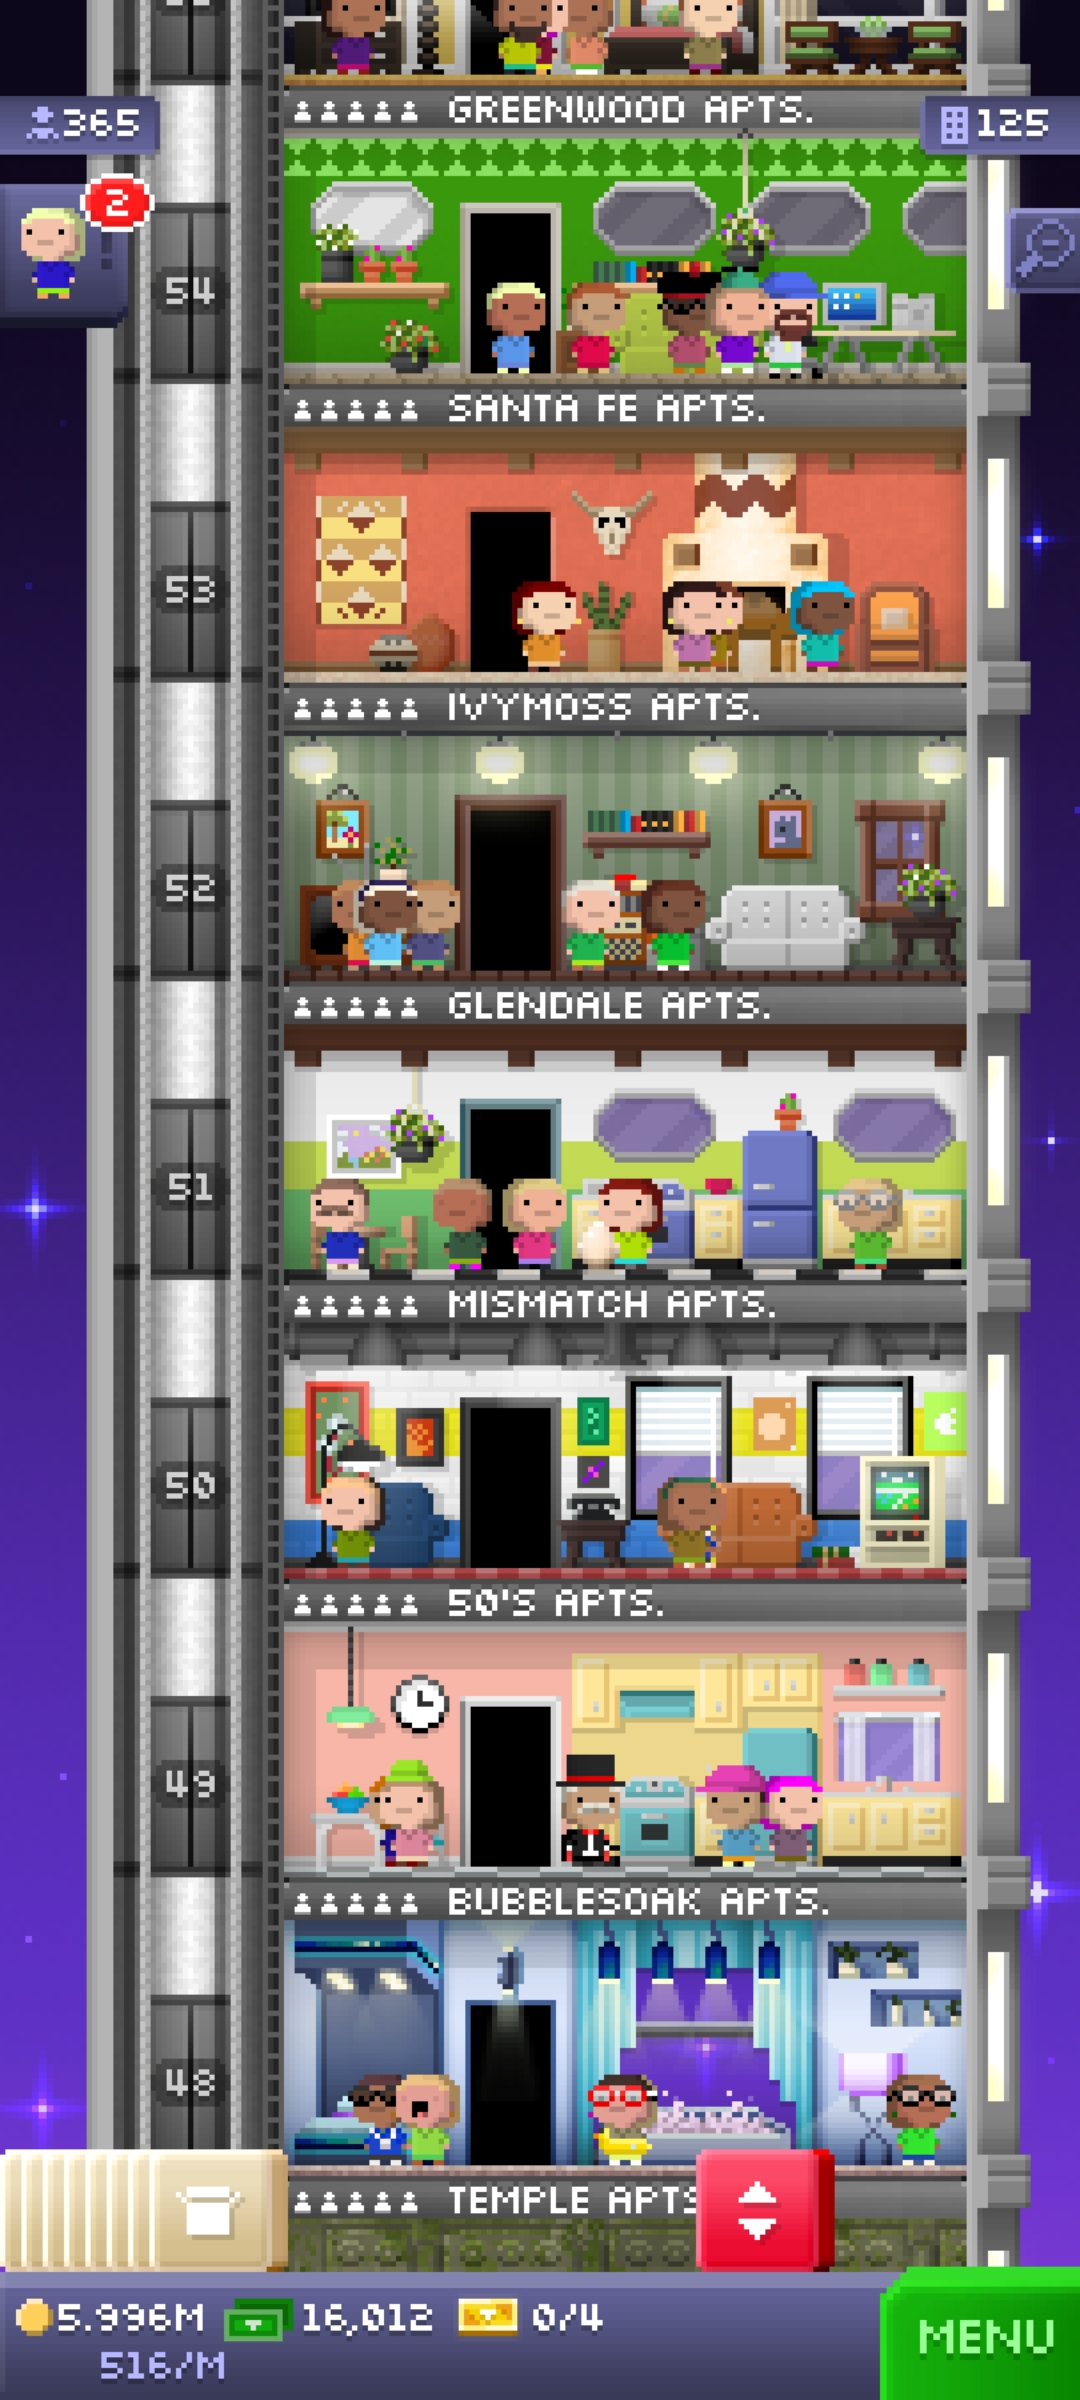 GREENWOOD APTS.
365
125
2
54
SANTA FE APTS.
53
IVYMOSS APTS.
52
GLENDALE APTS.
51
MISMATCH APTS.
50
50'S APTS.
49
BUBBLESOAK APTS.
48
TEMPLE APTS
5.996M 16,012 0/4
516/M
MENU